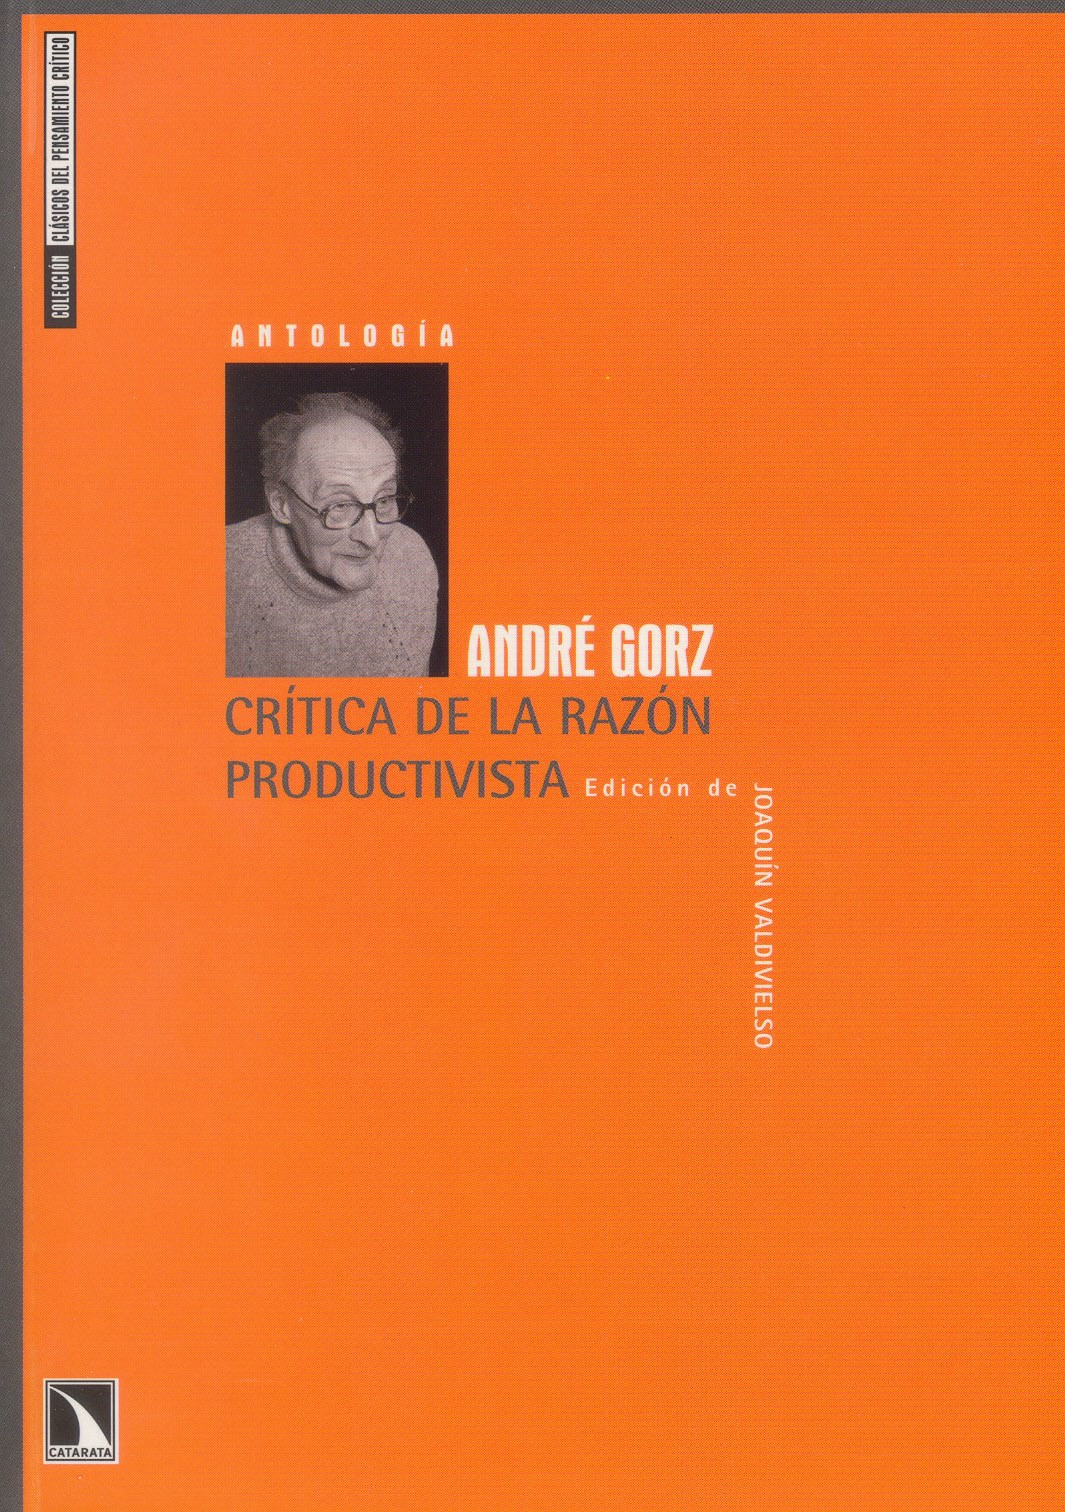 COLECCIÓN CLÁSICOS DEL PENSAMIENTO CRÍTICO
ANTOLOGÍA
ANDRÉ GORZ
CRÍTICA DE LA RAZÓN
PRODUCTIVISTA Edición de
JOAQUÍN VALDIVIELSO
CATARATA